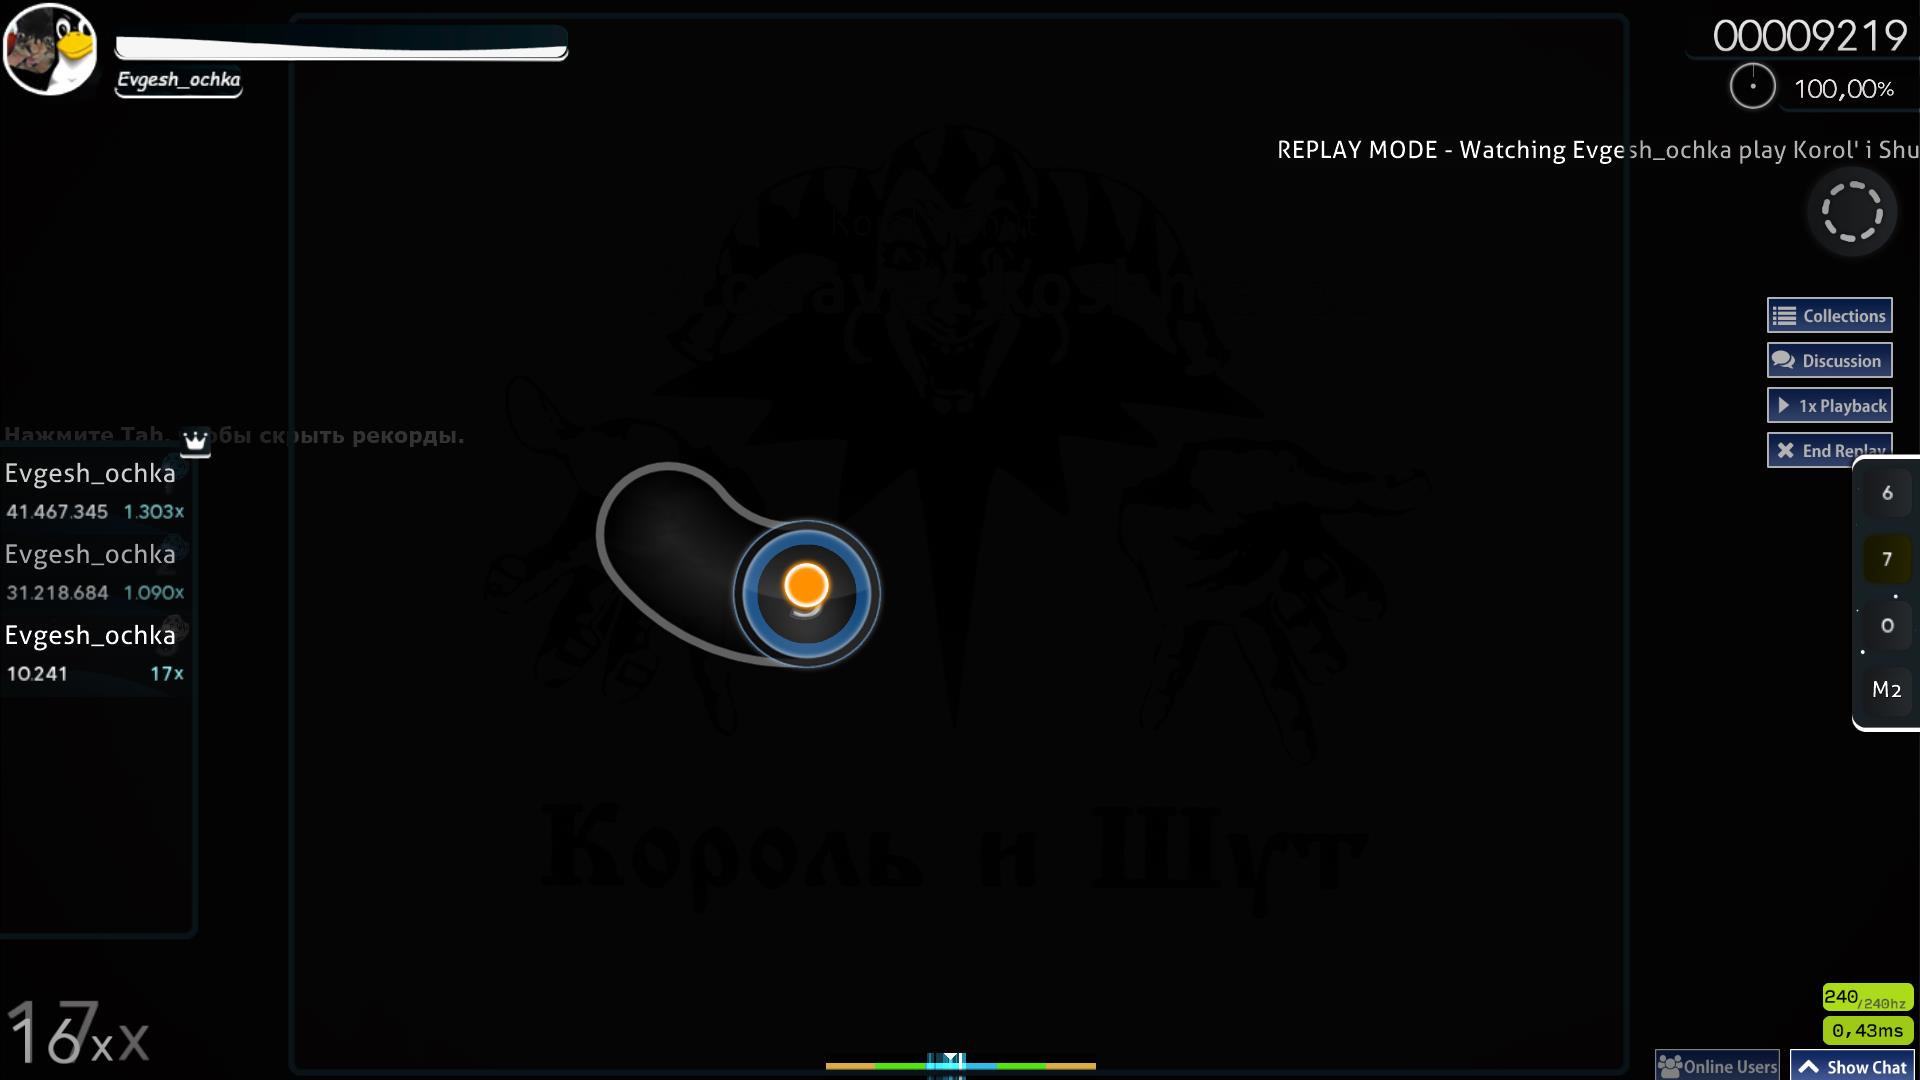 00009219
100,00%
Evgesh_ochka
REPLAY MODE - Watching Evgesh_ochka play Korol' i Shu
Collections
Discussion
1x Playback
End Replay
Нажмите Tab, чтобы скрыть рекорды.
Evgesh_ochka
41.467.345 1.303x
Evgesh_ochka
31.218.684 1.090x
Evgesh_ochka
10.241 17x
6
7
0
M2
Король и Шут
16x
240/240hz
0,43ms
Online Users
Show Chat